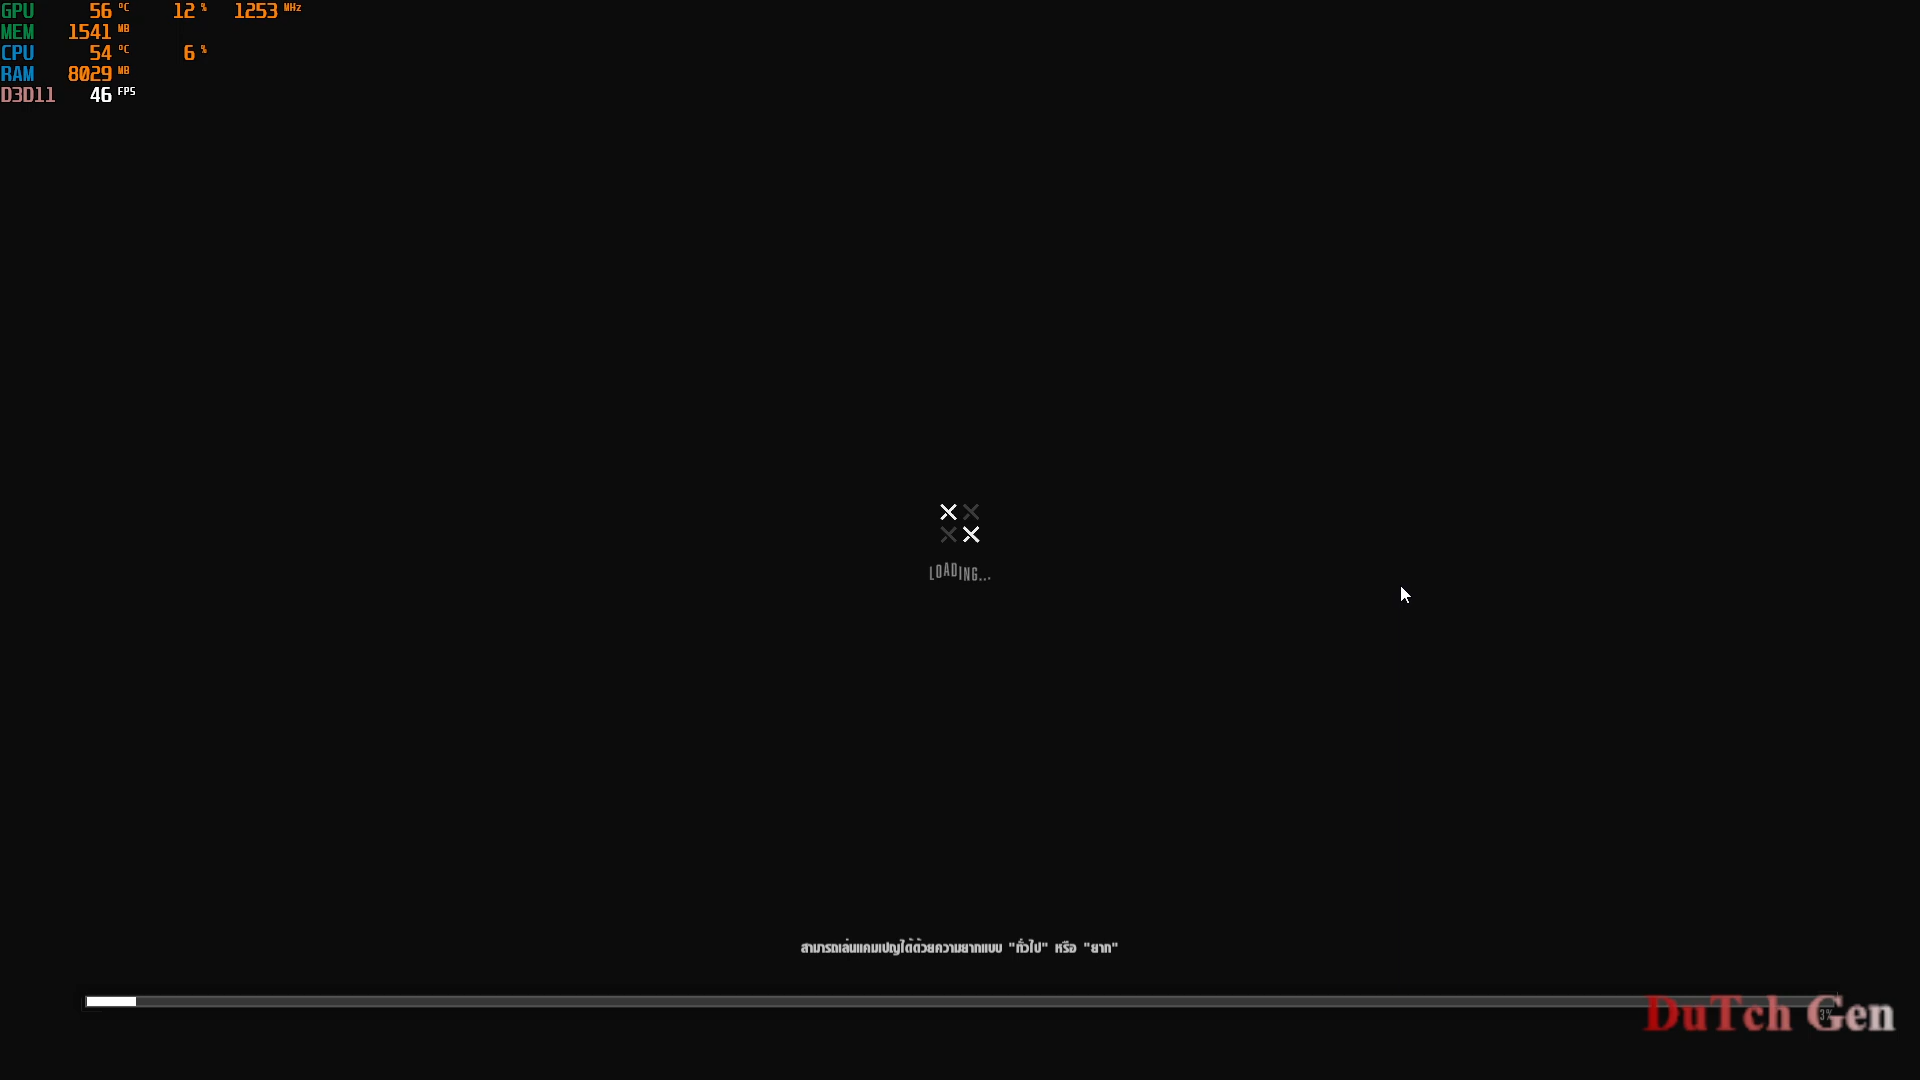 GPU 56 °C 12 % 1253 MHz
MEM 1541 MB
CPU 54 °C 6 %
RAM 8029 MB
D3D11 46 FPS
LOADING...
สามารถเล่นแคมเปญได้ด้วยความยากแบบ "ทั่วไป" หรือ "ยาก"
3%
DuTch Gen